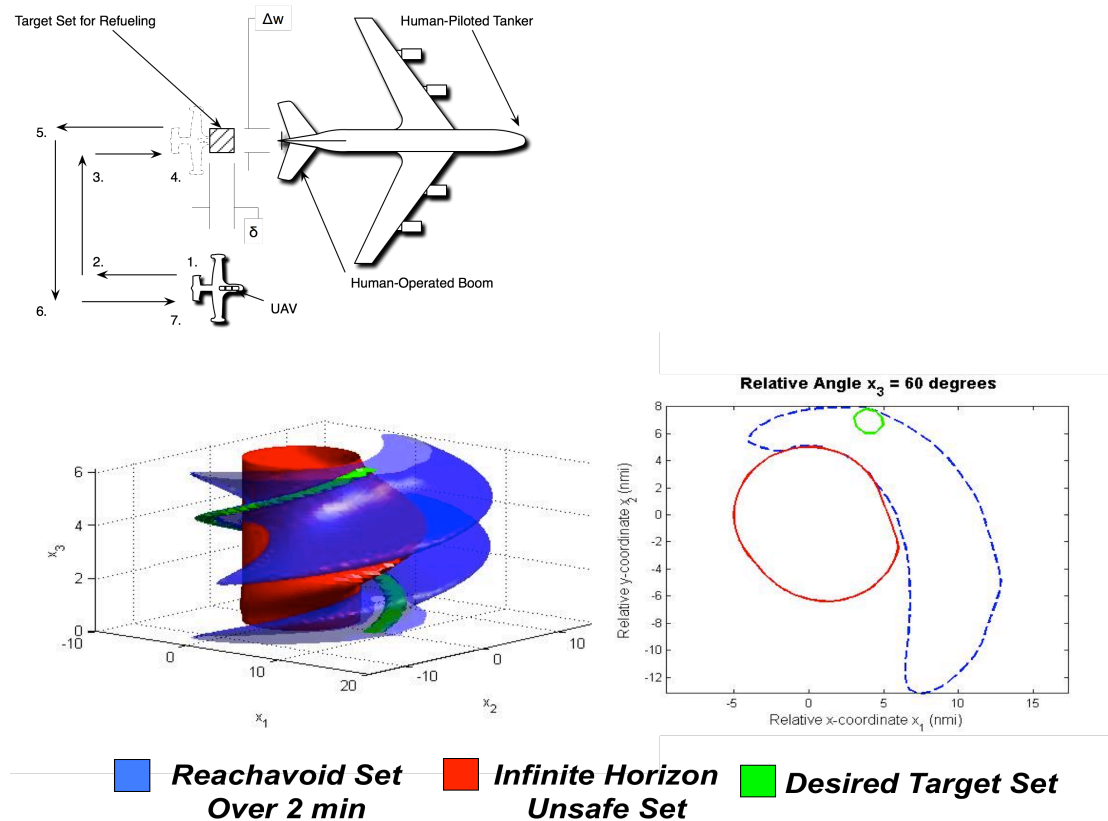 Target Set for Refueling
Δw
Human-Piloted Tanker
5.
3.
4.
δ
2.
1.
Human-Operated Boom
UAV
6.
7.
Relative Angle x3 = 60 degrees
8
6
4
2
0
-2
-4
-6
-8
-10
-12
Relative y-coordinate x2 (nmi)
-5
0
5
10
15
Relative x-coordinate x1 (nmi)
6
4
2
0
x3
-10
0
10
20
x1
-10
0
10
x2
Reachavoid Set
Over 2 min
Infinite Horizon
Unsafe Set
Desired Target Set